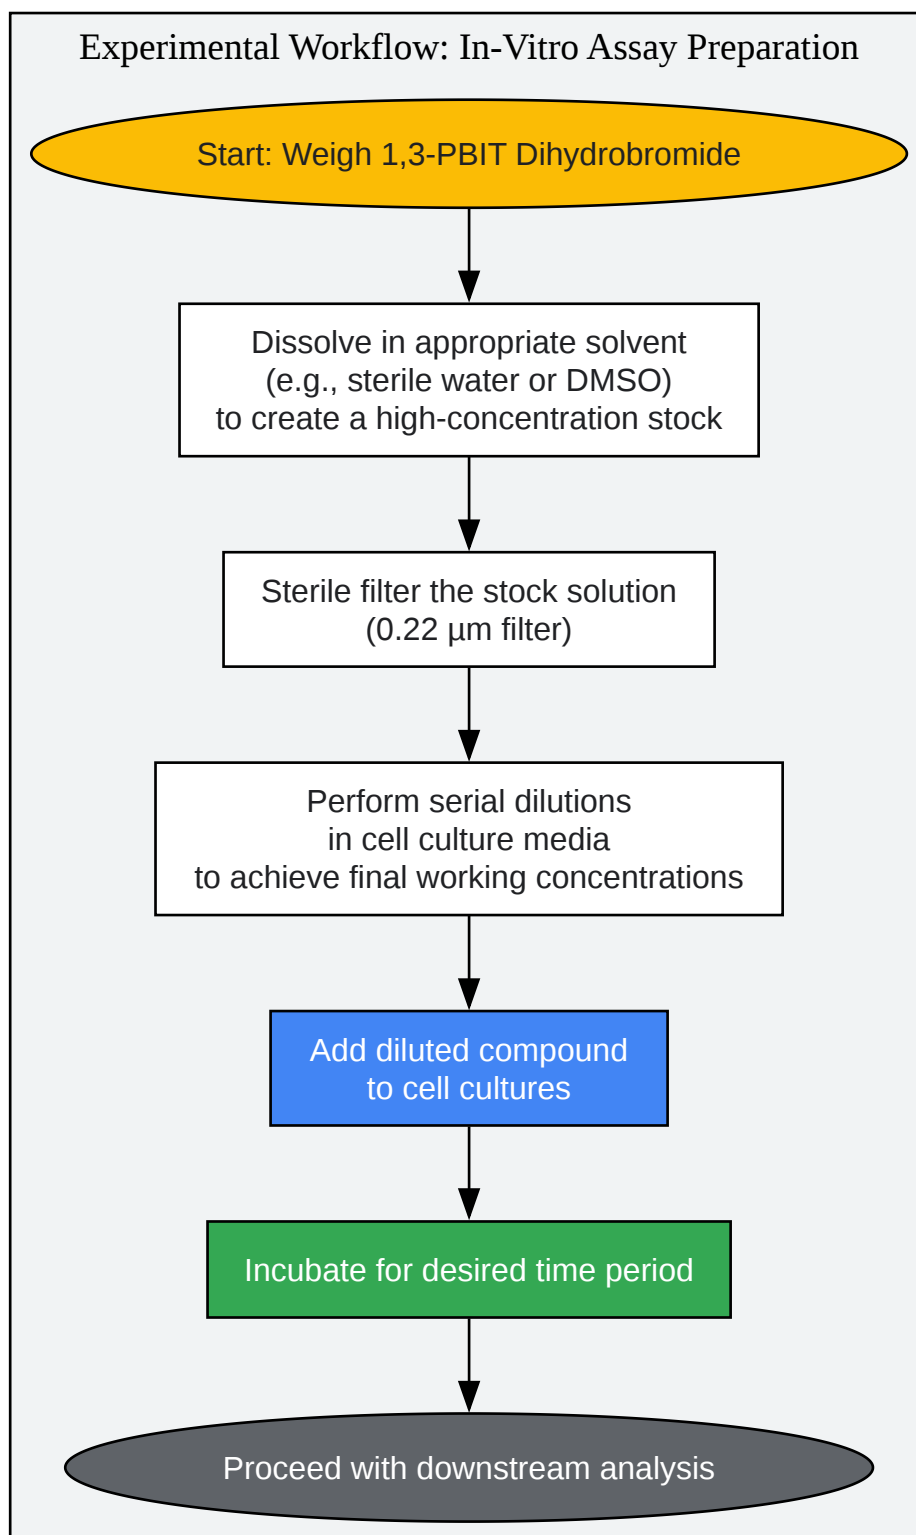 Experimental Workflow: In-Vitro Assay Preparation
Start: Weigh 1,3-PBIT Dihydrobromide
Dissolve in appropriate solvent
(e.g., sterile water or DMSO)
to create a high-concentration stock
Sterile filter the stock solution
(0.22 µm filter)
Perform serial dilutions
in cell culture media
to achieve final working concentrations
Add diluted compound
to cell cultures
Incubate for desired time period
Proceed with downstream analysis